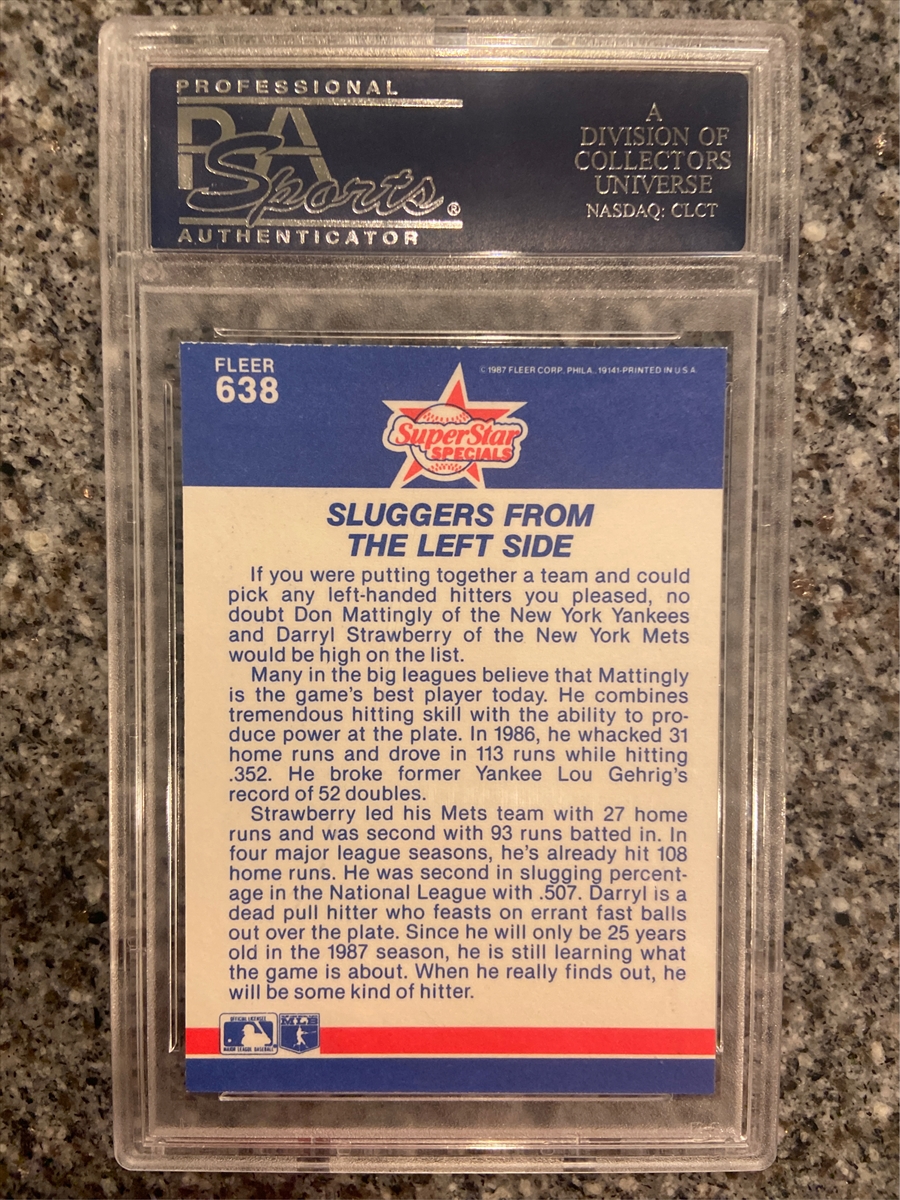 PROFESSIONAL
PSA
Sports®
AUTHENTICATOR
A
DIVISION OF
COLLECTORS
UNIVERSE
NASDAQ: CLCT
FLEER
638
© 1987 FLEER CORP., PHILA., 19141-PRINTED IN U.S.A.
SuperStar
SPECIALS
SLUGGERS FROM
THE LEFT SIDE
If you were putting together a team and could
pick any left-handed hitters you pleased, no
doubt Don Mattingly of the New York Yankees
and Darryl Strawberry of the New York Mets
would be high on the list.
Many in the big leagues believe that Mattingly
is the game's best player today. He combines
tremendous hitting skill with the ability to pro-
duce power at the plate. In 1986, he whacked 31
home runs and drove in 113 runs while hitting
.352. He broke former Yankee Lou Gehrig's
record of 52 doubles.
Strawberry led his Mets team with 27 home
runs and was second with 93 runs batted in. In
four major league seasons, he's already hit 108
home runs. He was second in slugging percent-
age in the National League with .507. Darryl is a
dead pull hitter who feasts on errant fast balls
out over the plate. Since he will only be 25 years
old in the 1987 season, he is still learning what
the game is about. When he really finds out, he
will be some kind of hitter.
OFFICIAL LICENSEE
MAJOR LEAGUE BASEBALL
MLB